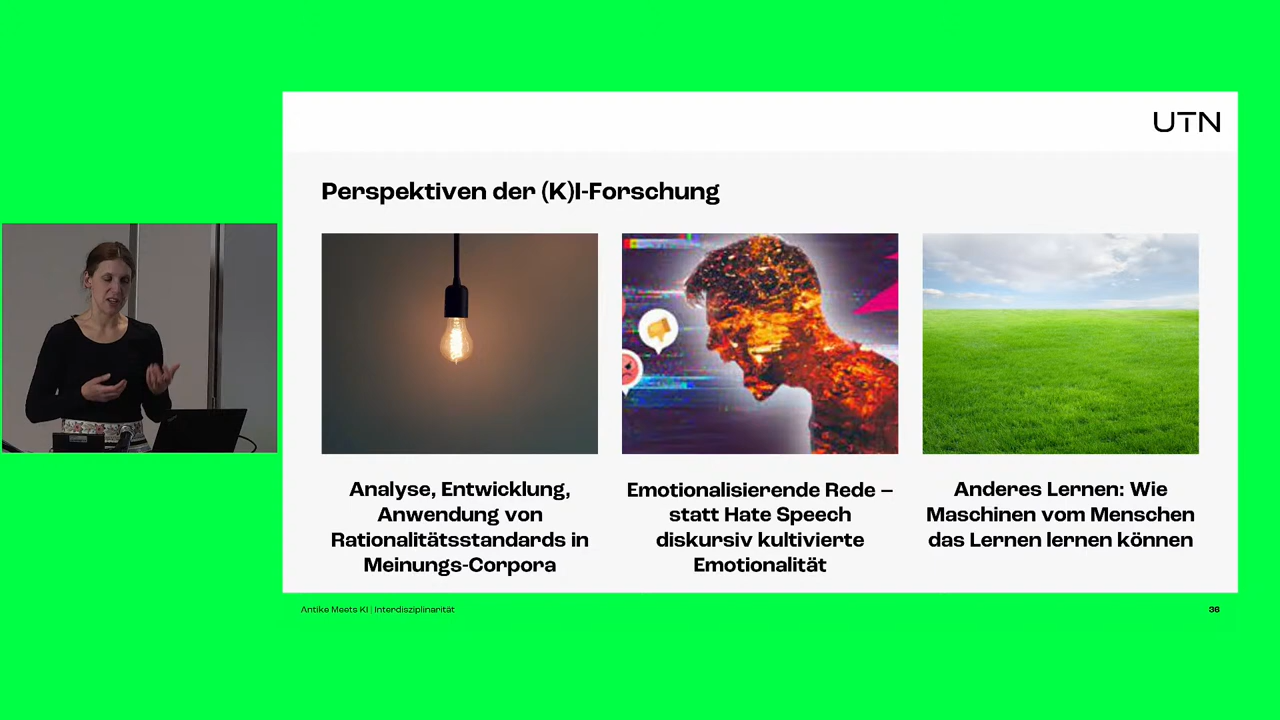 UTN
Perspektiven der (K)I-Forschung
Analyse, Entwicklung,
Anwendung von
Rationalitätsstandards in
Meinungs-Corpora
Emotionalisierende Rede –
statt Hate Speech
diskursiv kultivierte
Emotionalität
Anderes Lernen: Wie
Maschinen vom Menschen
das Lernen lernen können
Antike Meets KI | Interdisziplinarität
36